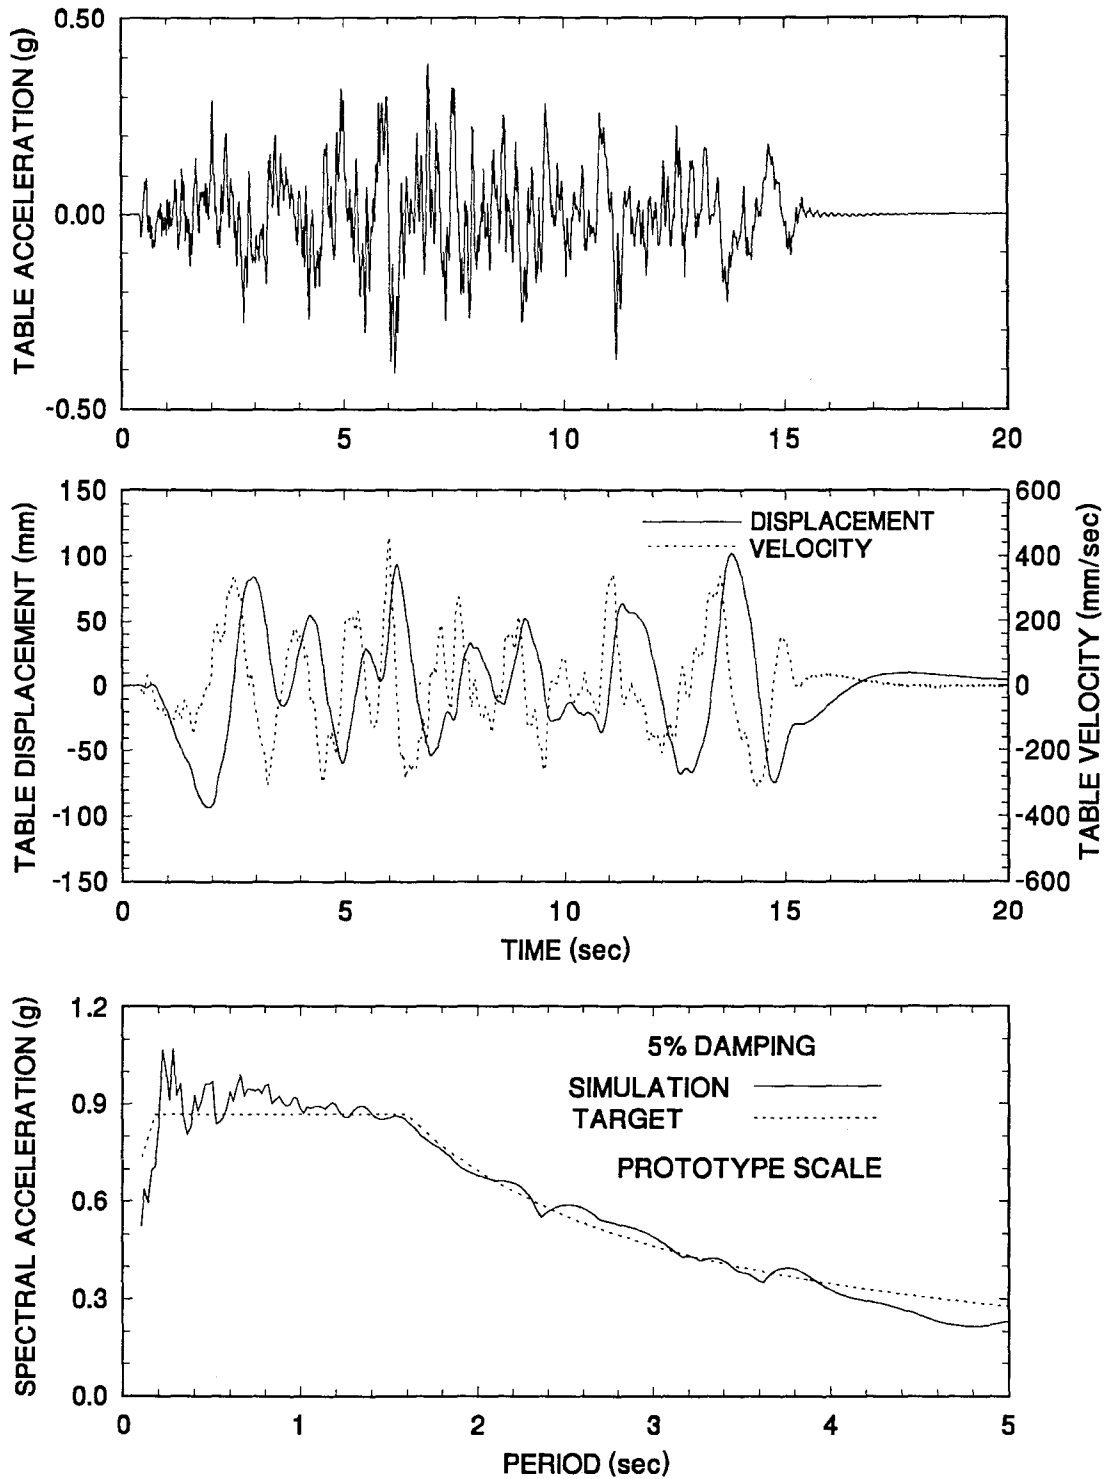 TABLE ACCELERATION (g)
0.50
0.00
-0.50
0 5 10 15 20
TABLE DISPLACEMENT (mm)
150
100
50
0
-50
-100
-150
DISPLACEMENT
VELOCITY
600
400
200
0
-200
-400
-600
TABLE VELOCITY (mm/sec)
0 5 10 15 20
TIME (sec)
SPECTRAL ACCELERATION (g)
1.2
0.9
0.6
0.3
0.0
5% DAMPING
SIMULATION
TARGET
PROTOTYPE SCALE
0 1 2 3 4 5
PERIOD (sec)